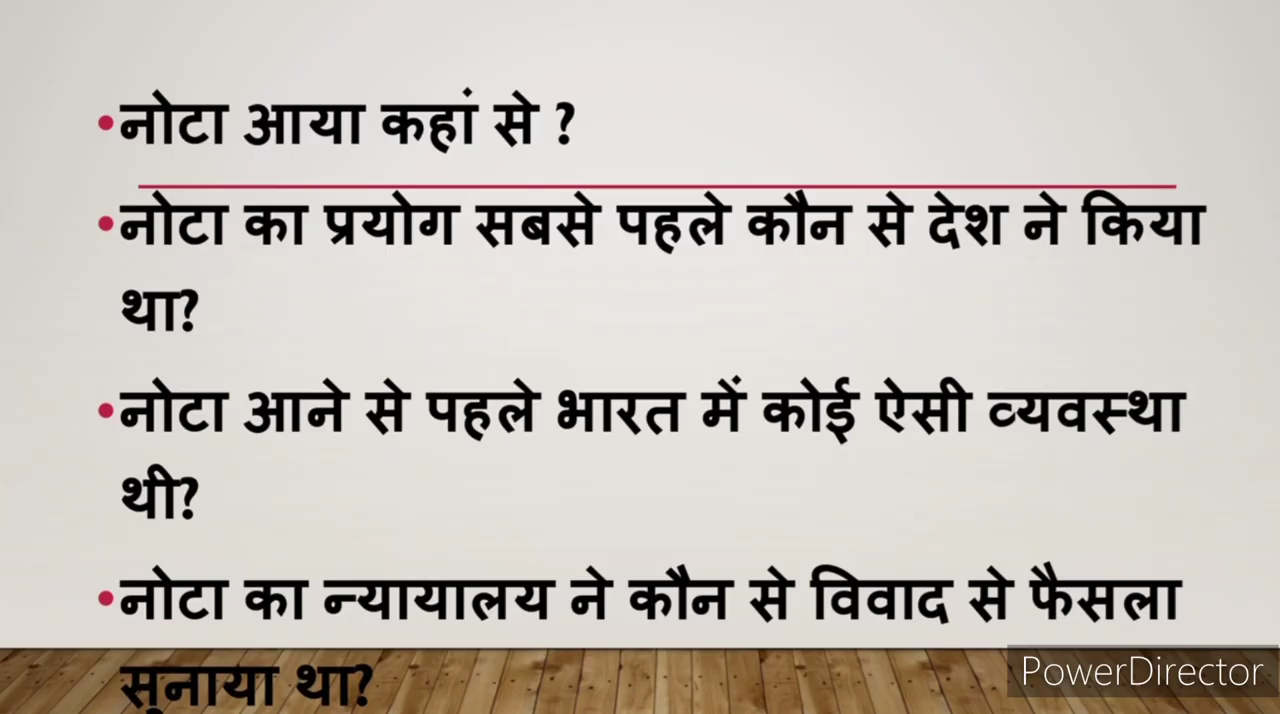 •नोटा आया कहां से ?
•नोटा का प्रयोग सबसे पहले कौन से देश ने किया
था?
•नोटा आने से पहले भारत में कोई ऐसी व्यवस्था
थी?
•नोटा का न्यायालय ने कौन से विवाद से फैसला
सुनाया था?
PowerDirector